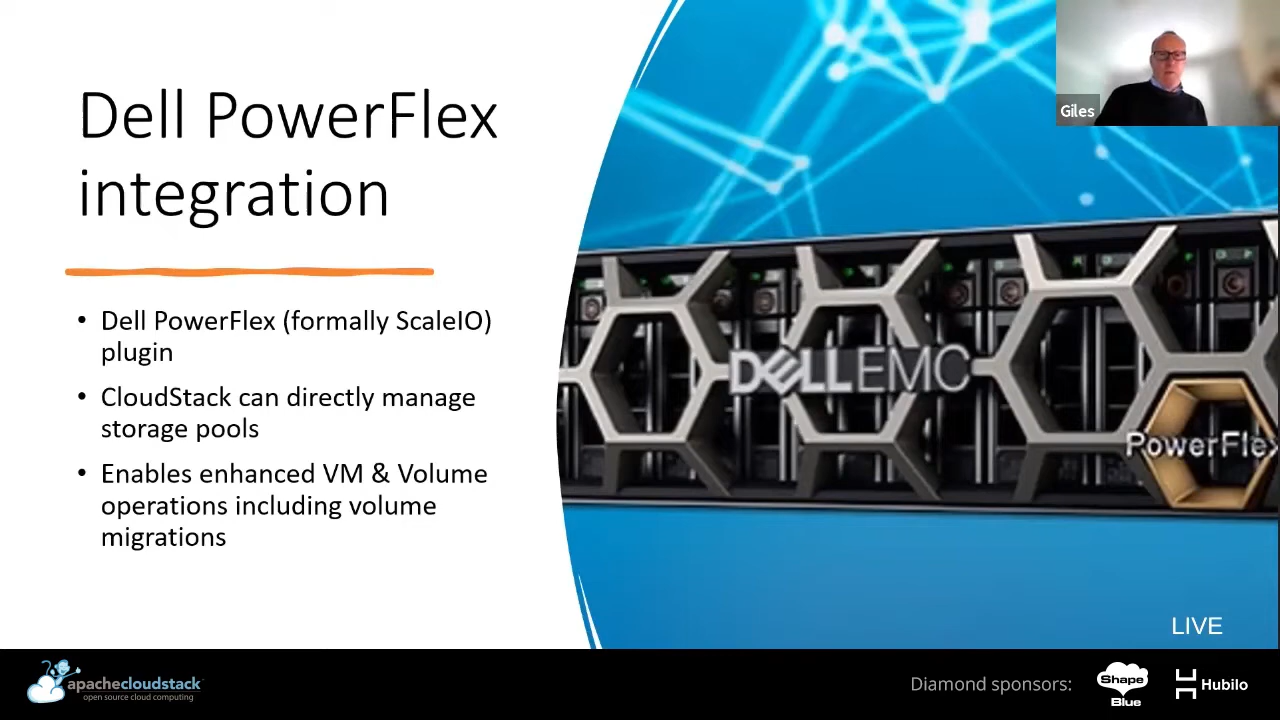 Dell PowerFlex
integration
• Dell PowerFlex (formally ScaleIO)
plugin
• CloudStack can directly manage
storage pools
• Enables enhanced VM & Volume
operations including volume
migrations
Giles
DELLEMC
PowerFlex
LIVE
apachecloudstack
open source cloud computing
Diamond sponsors:
Shape
Blue
Hubilo